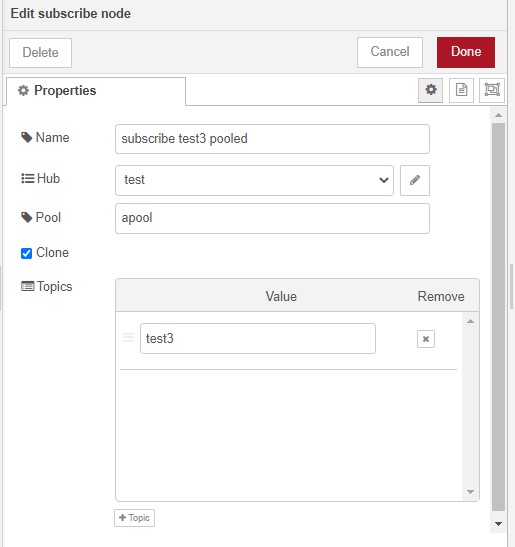 Edit subscribe node
Delete Cancel Done
Properties
Name subscribe test3 pooled
Hub test
Pool apool
Clone
Topics
Value Remove
test3
Topic